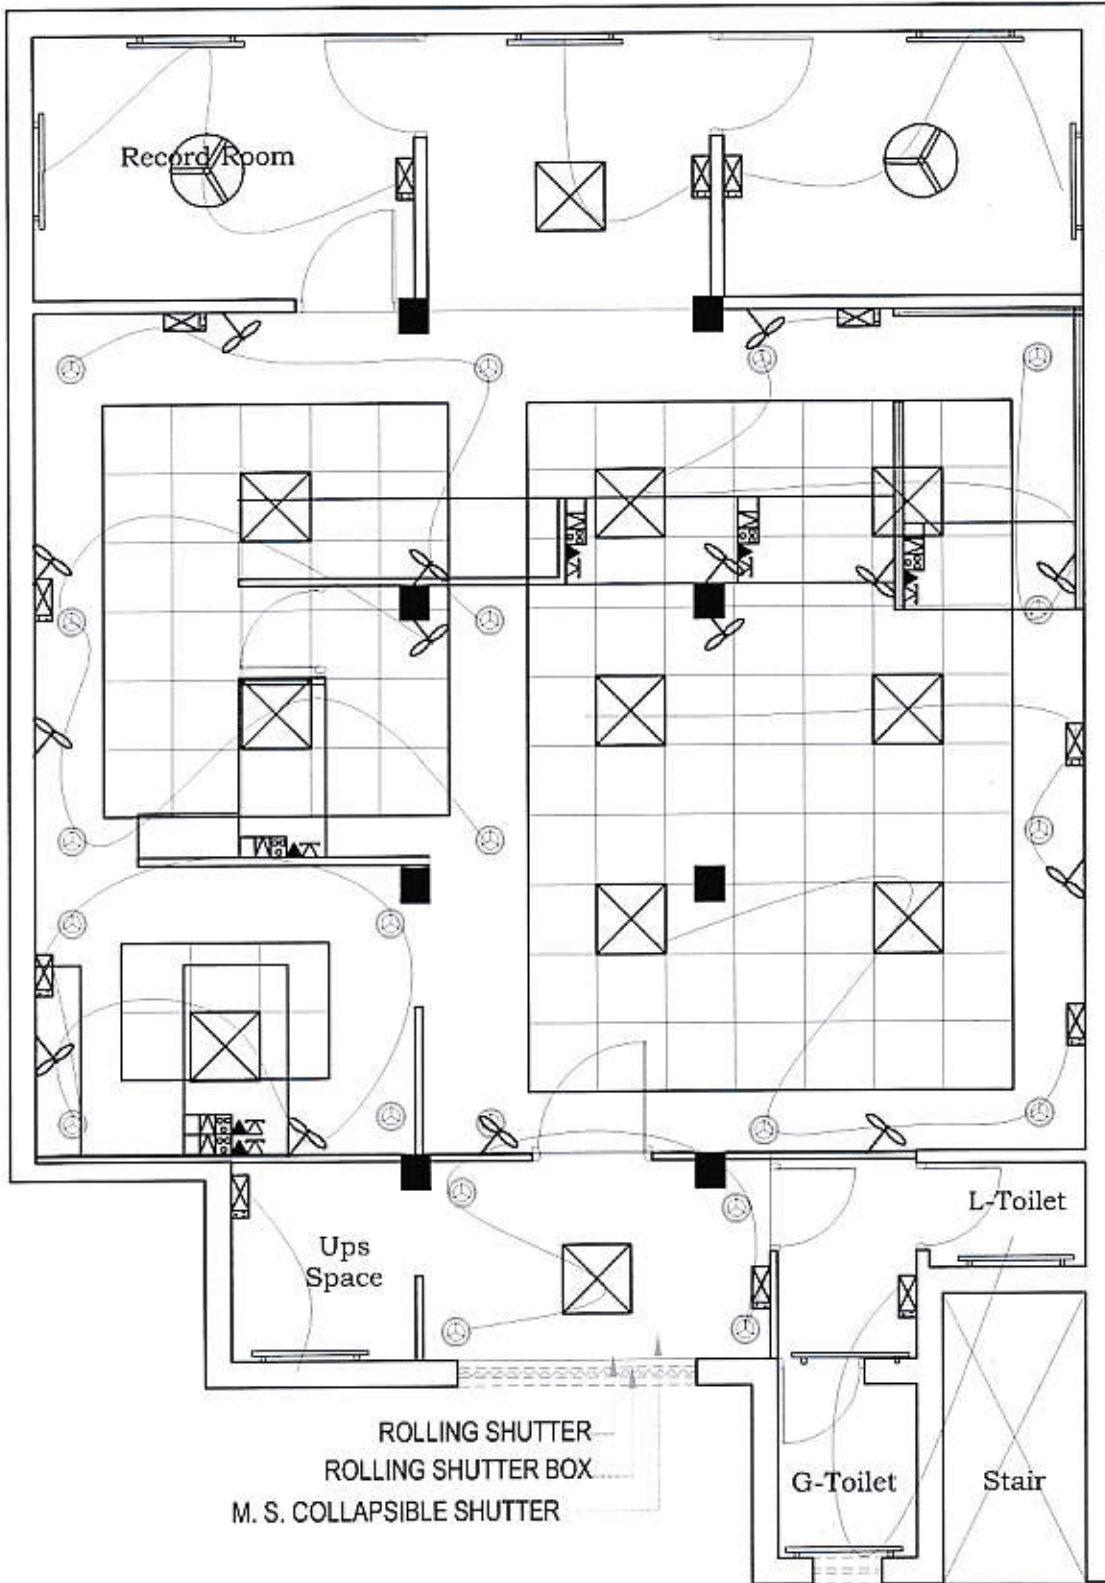 Record Room
L-Toilet
Ups
Space
ROLLING SHUTTER
ROLLING SHUTTER BOX
M. S. COLLAPSIBLE SHUTTER
G-Toilet
Stair